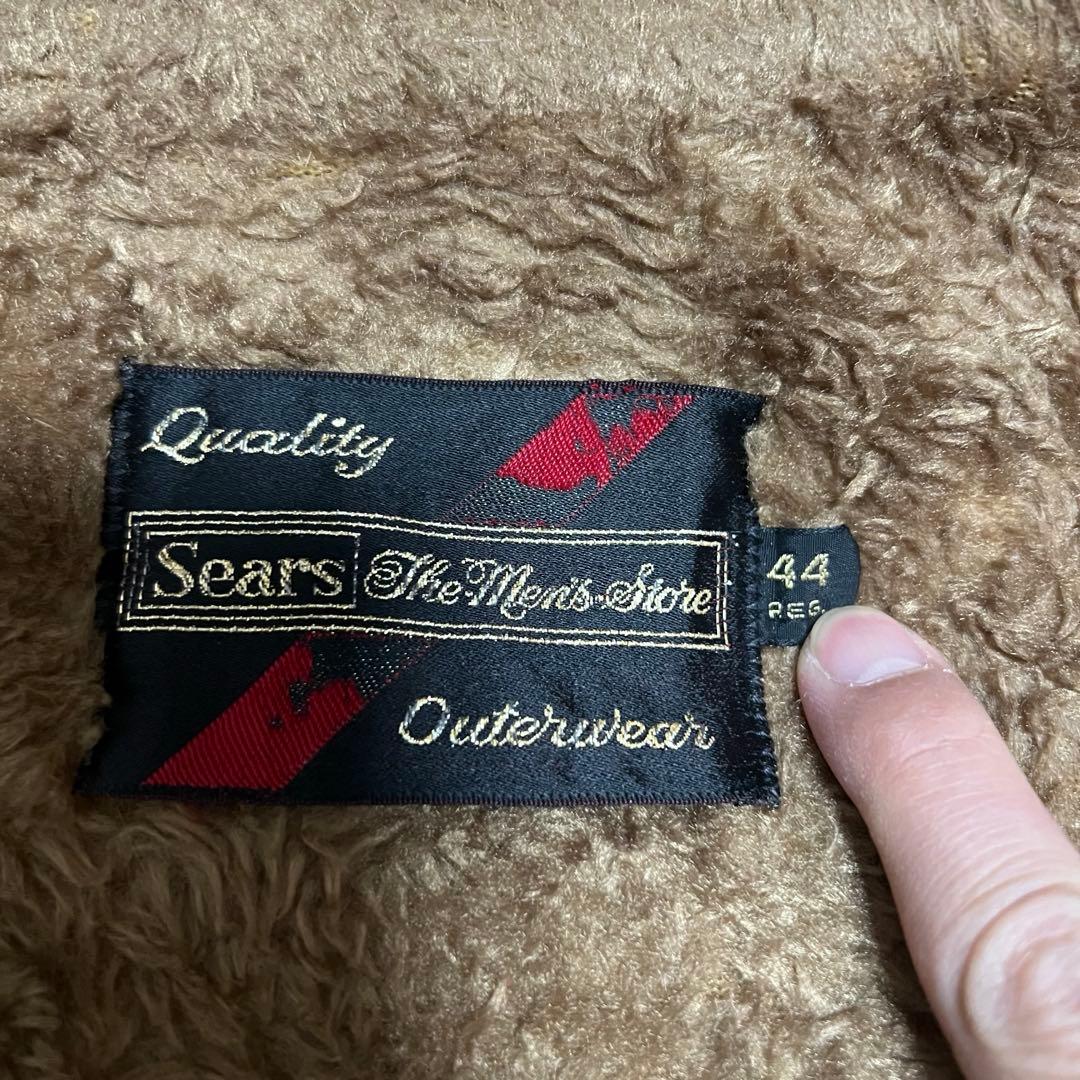 Quality
Sears The Men's Store
44
REG.
Outerwear